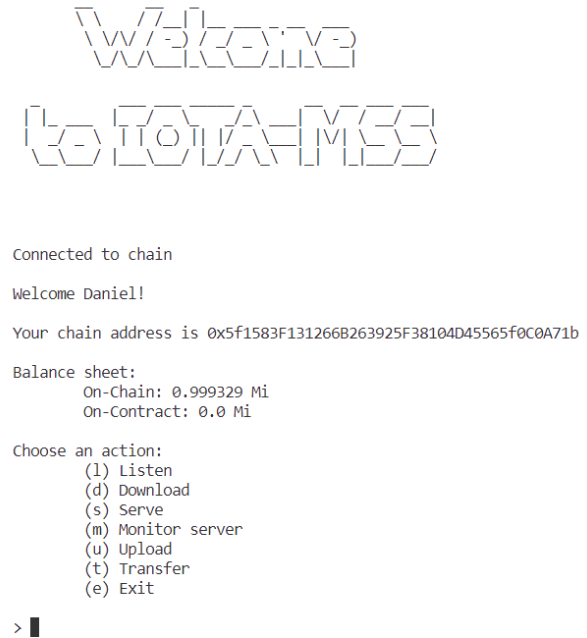 Welcome
to IOTA-MSS
Connected to chain
Welcome Daniel!
Your chain address is 0x5f1583F131266B263925F38104D45565f0C0A71b
Balance sheet:
On-Chain: 0.999329 Mi
On-Contract: 0.0 Mi
Choose an action:
(l) Listen
(d) Download
(s) Serve
(m) Monitor server
(u) Upload
(t) Transfer
(e) Exit
>